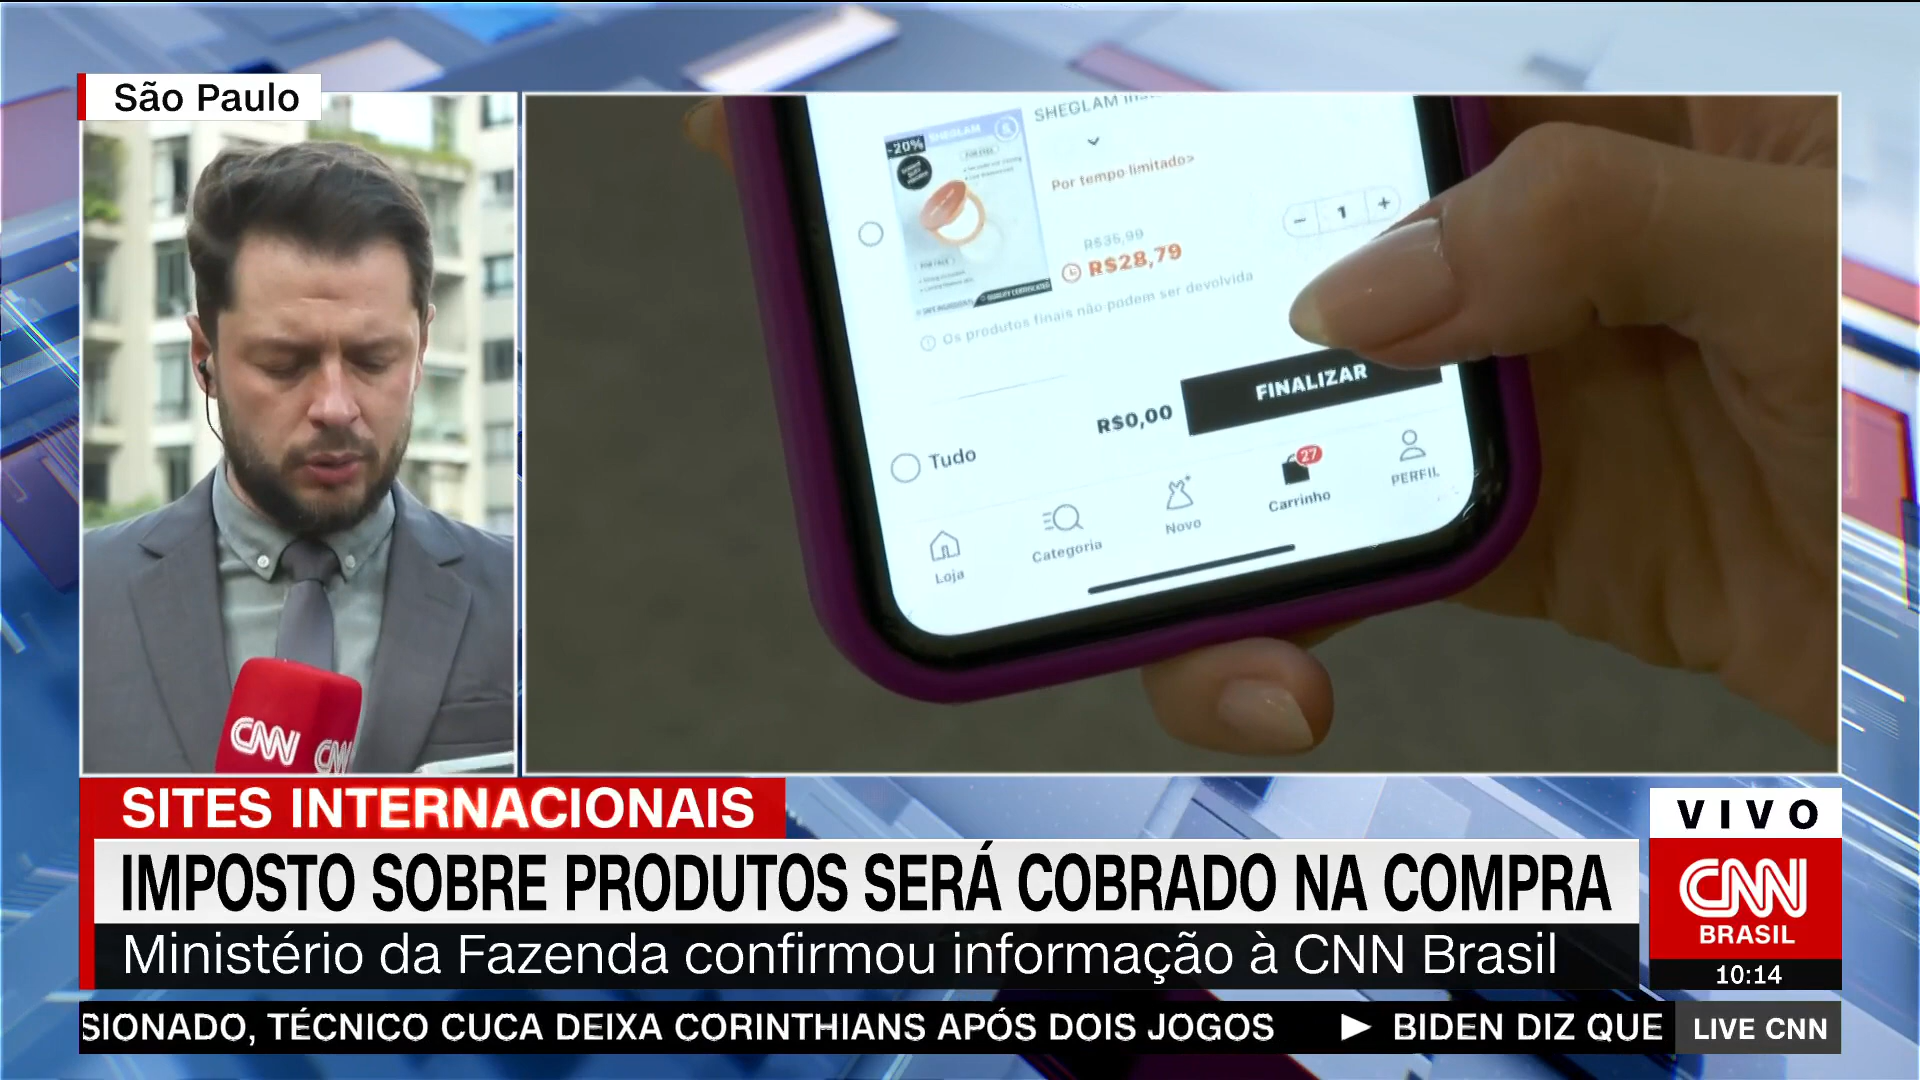 São Paulo
SHEGLAM
-20%
SHEGLAM
Por tempo limitado>
R$35,99
R$28,79
1
Os produtos finais não podem ser devolvida
FINALIZAR
R$0,00
Tudo
27
Loja
Categoria
Novo
Carrinho
PERFIL
CNN
CNN
SITES INTERNACIONAIS
IMPOSTO SOBRE PRODUTOS SERÁ COBRADO NA COMPRA
Ministério da Fazenda confirmou informação à CNN Brasil
VIVO
CNN
BRASIL
10:14
SIONADO, TÉCNICO CUCA DEIXA CORINTHIANS APÓS DOIS JOGOS ▶ BIDEN DIZ QUE
LIVE CNN